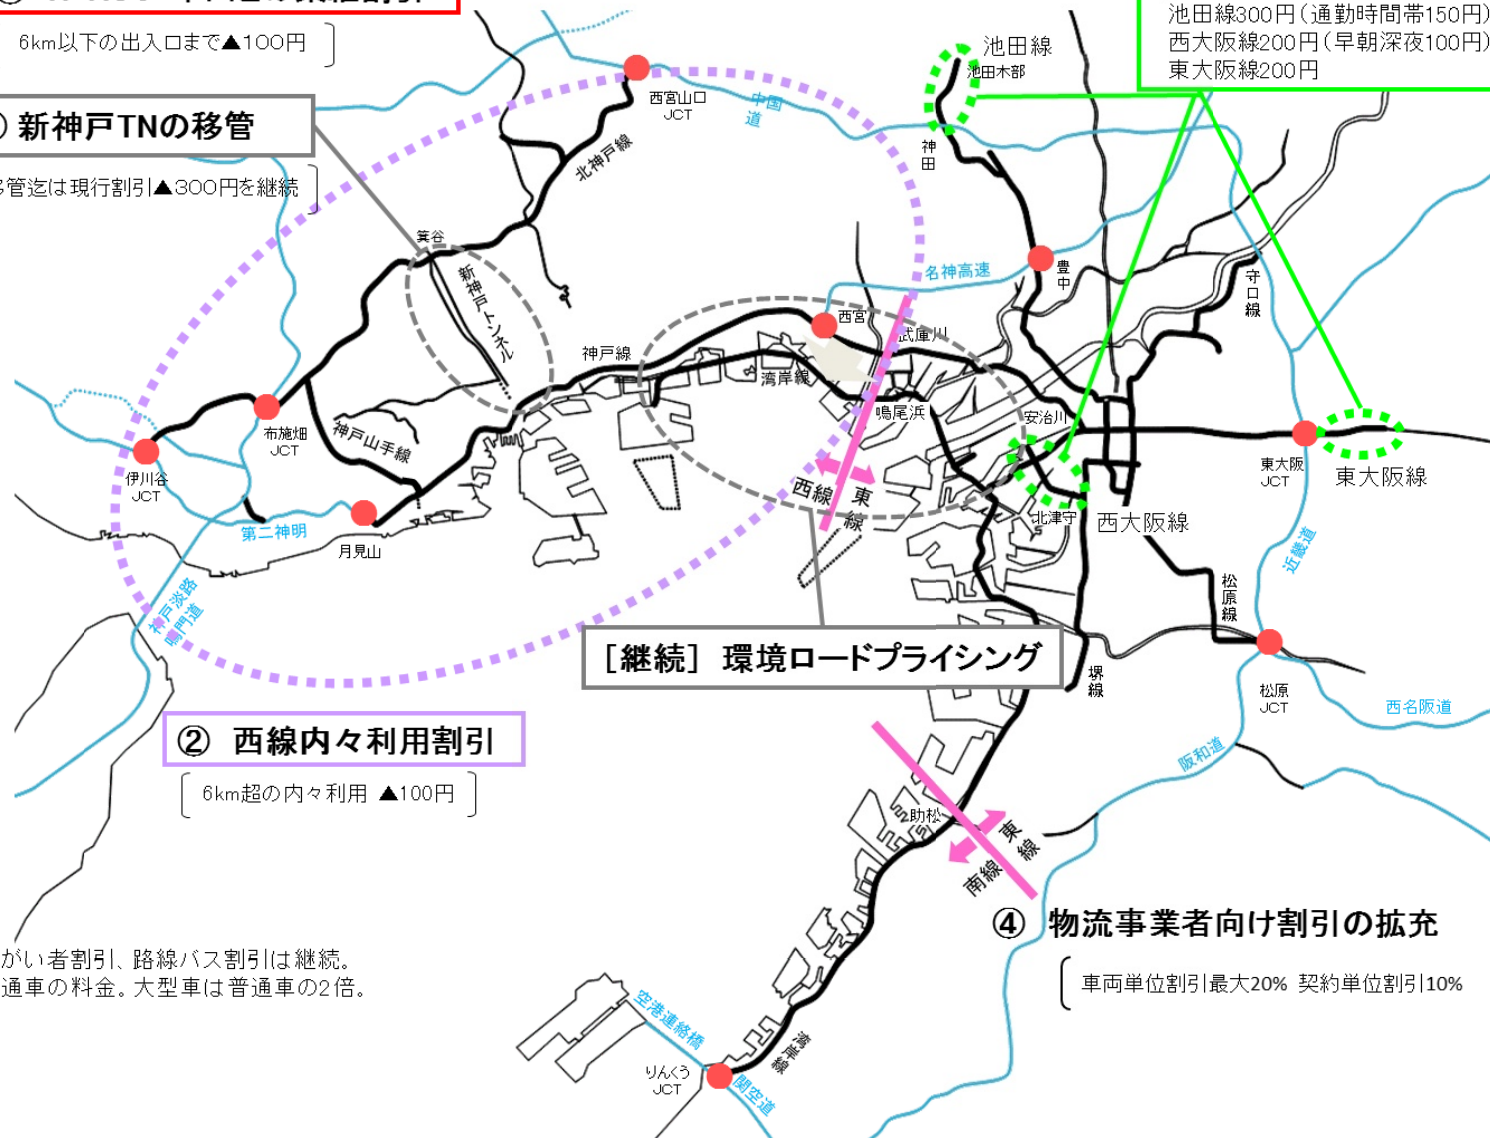 6km以下の出入口まで▲100円
新神戸TNの移管
管迄は現行割引▲300円を継続
池田線300円(通勤時間帯150円)
西大阪線200円(早朝深夜100円)
東大阪線200円
池田線
池田木部
神田
西宮山口
JCT
中国道
北神戸線
箕谷
新神戸トンネル
名神高速
豊中
守口線
西宮
武庫川
神戸線
湾岸線
鳴尾浜
安治川
布施畑
JCT
神戸山手線
伊川谷
JCT
第二神明
月見山
神戸淡路
鳴門道
西線
東線
北津守
西大阪線
東大阪
JCT
東大阪線
近畿道
松原線
[継続] 環境ロードプライシング
堺線
松原
JCT
西名阪道
阪和道
② 西線内々利用割引
6km超の内々利用 ▲100円
助松
東線
南線
④ 物流事業者向け割引の拡充
車両単位割引最大20% 契約単位割引10%
がい者割引、路線バス割引は継続。
通車の料金。大型車は普通車の2倍。
空港連絡橋
湾岸線
りんくう
JCT
関空道